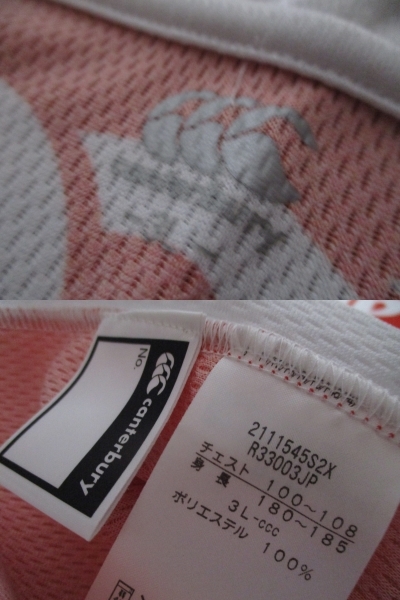 No.
canterbury
2111545S2X
R33003JP
チェスト 100～108
身長 180～185
3L-ccc
ポリエステル 100%